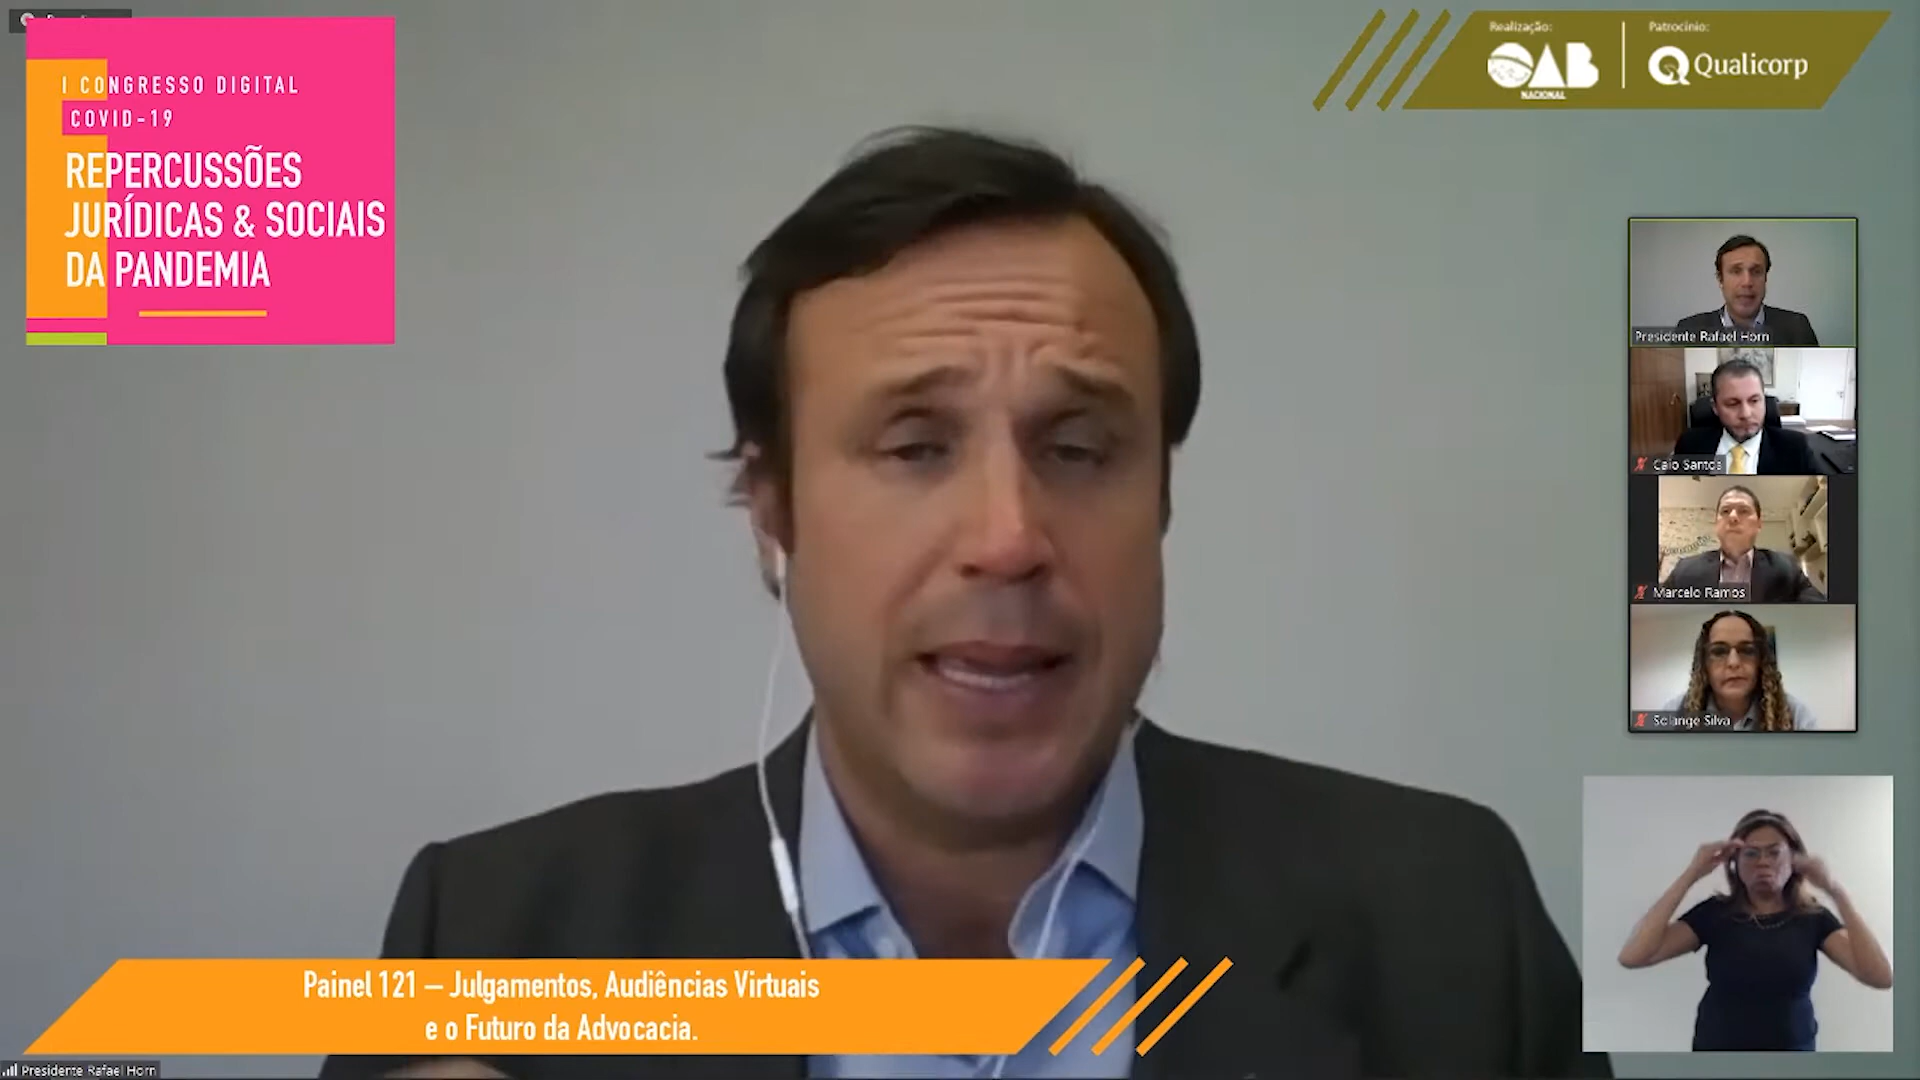 I CONGRESSO DIGITAL
COVID-19
REPERCUSSÕES
JURÍDICAS & SOCIAIS
DA PANDEMIA
Realização:
OAB
NACIONAL
Patrocínio:
Qualicorp
Presidente Rafael Horn
Caio Santos
Marcelo Ramos
Solange Silva
Painel 121 – Julgamentos, Audiências Virtuais
e o Futuro da Advocacia.
Presidente Rafael Horn